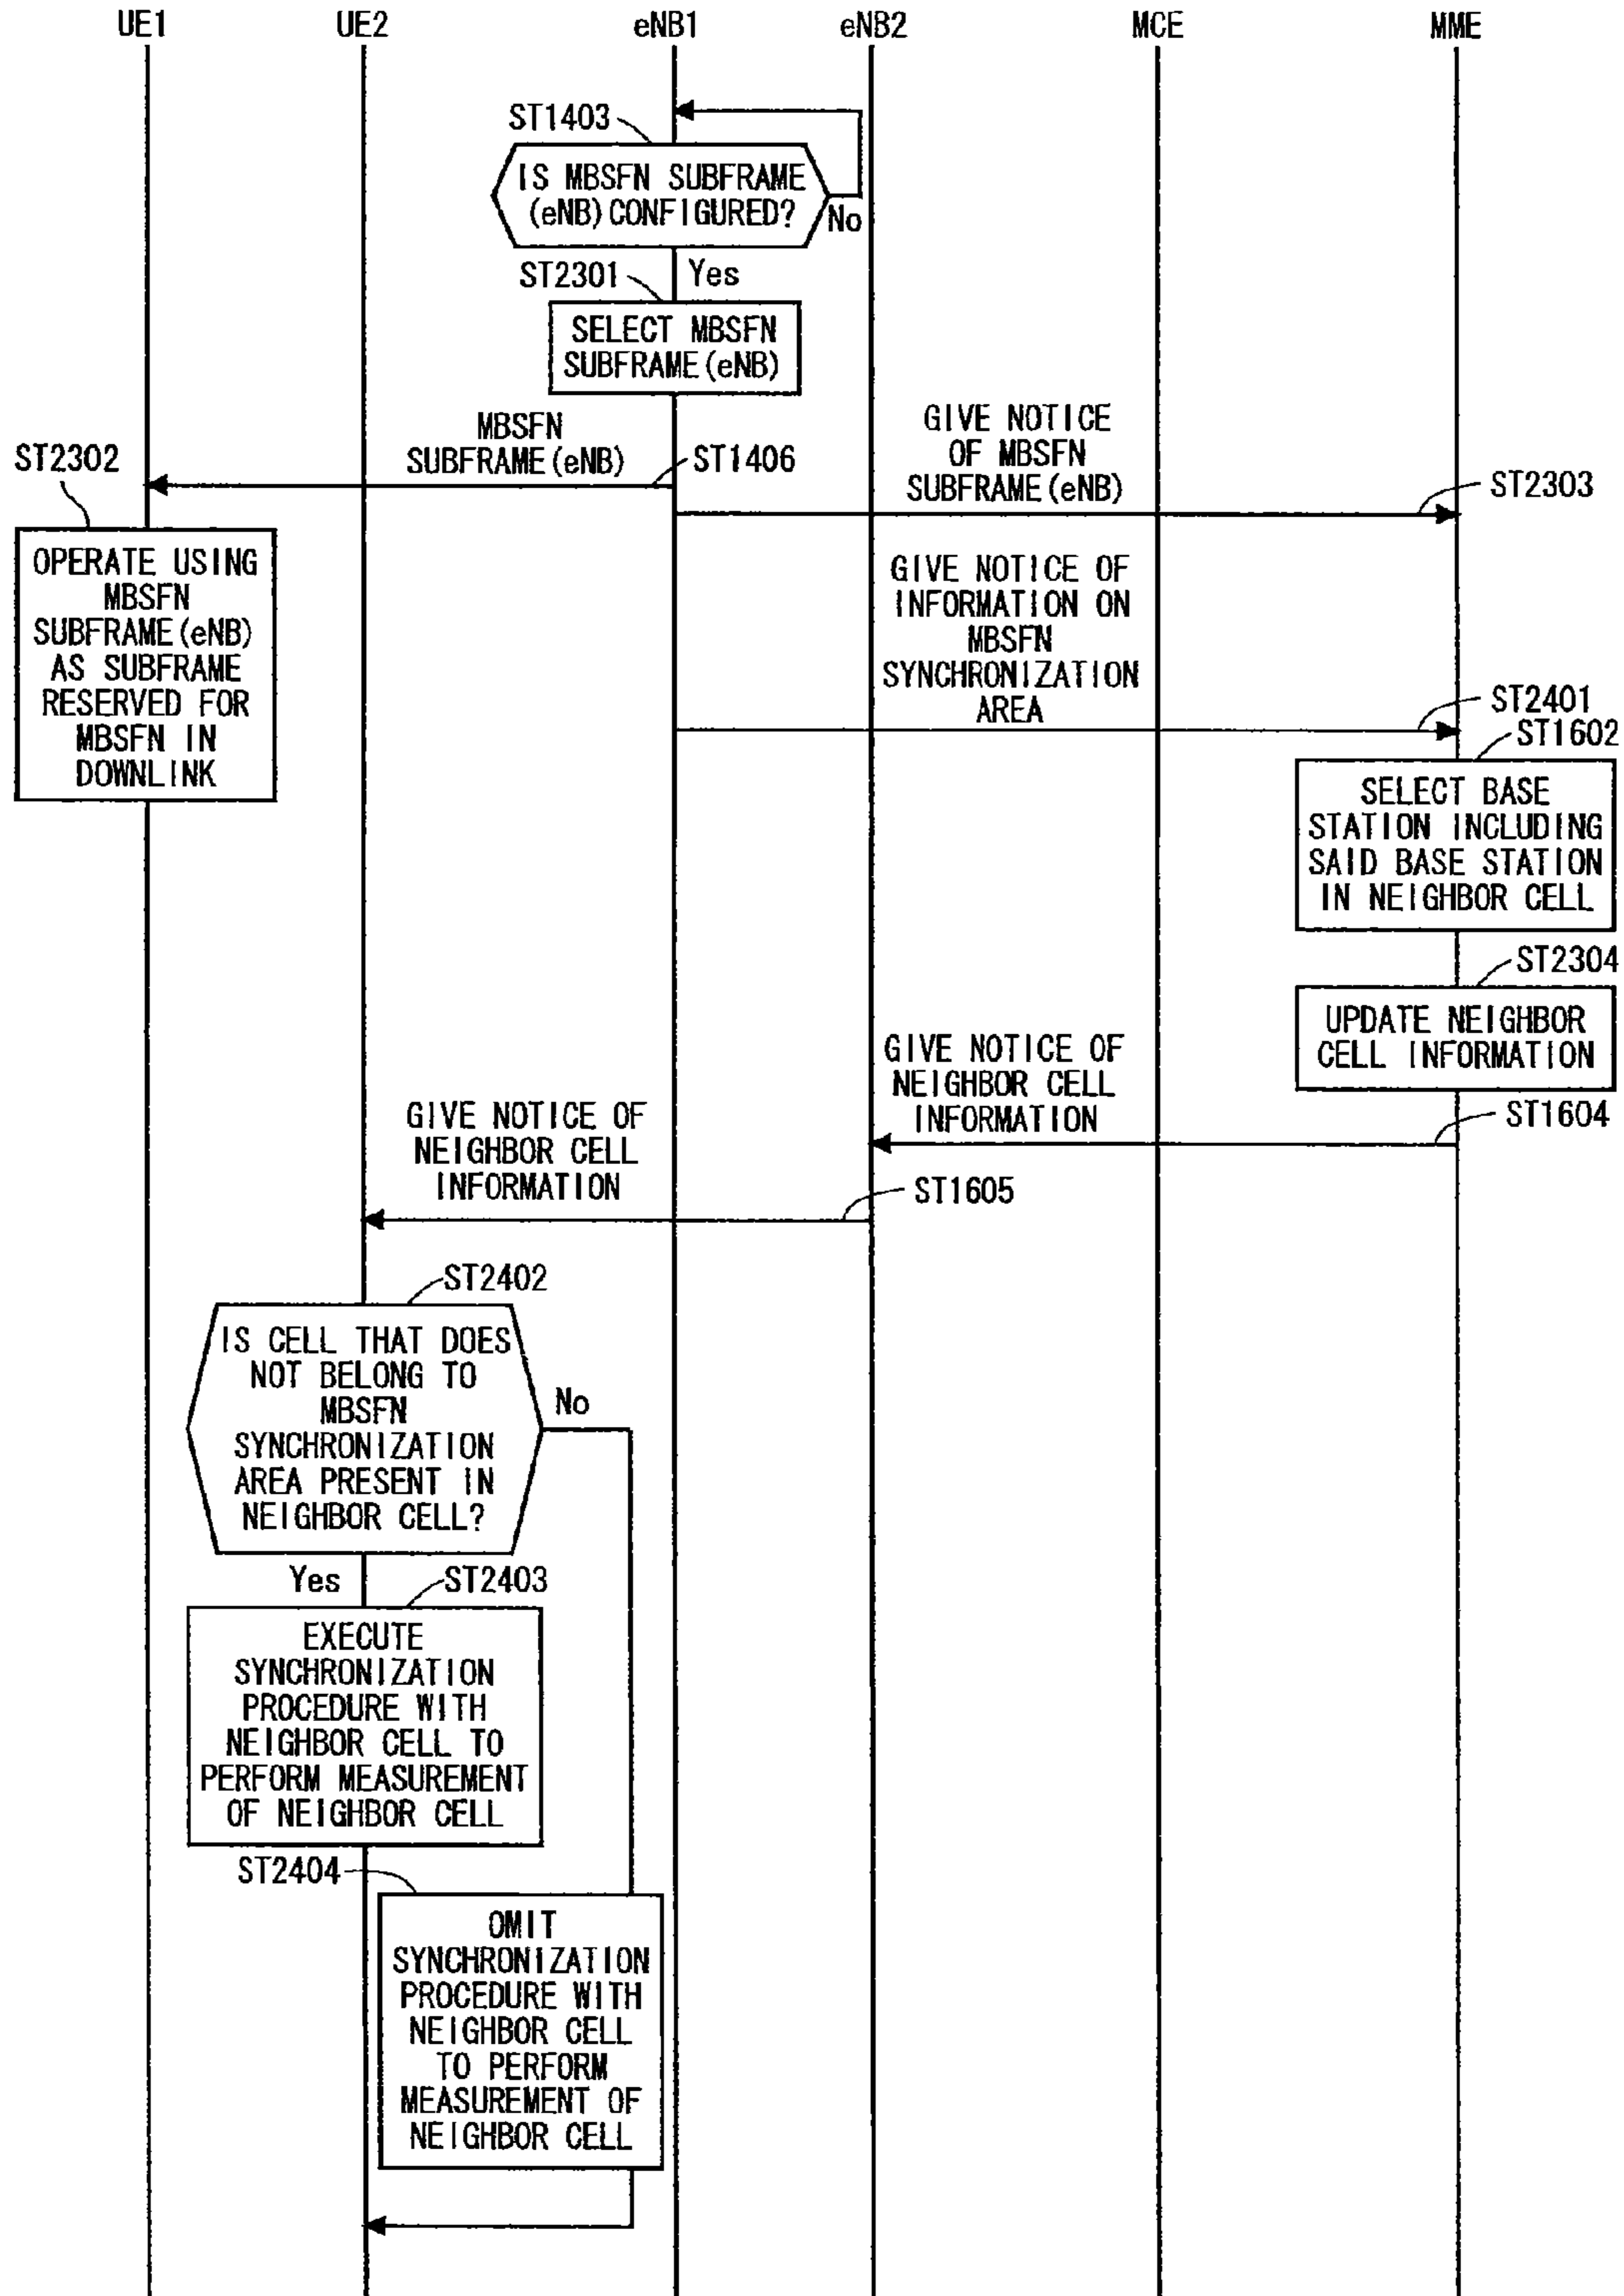 UE1
UE2
eNB1
eNB2
MCE
MME
ST1403
IS MBSFN SUBFRAME
(eNB) CONFIGURED?
No
ST2301
Yes
SELECT MBSFN
SUBFRAME (eNB)
MBSFN
SUBFRAME (eNB)
ST1406
GIVE NOTICE
OF MBSFN
SUBFRAME (eNB)
ST2303
ST2302
OPERATE USING
MBSFN
SUBFRAME (eNB)
AS SUBFRAME
RESERVED FOR
MBSFN IN
DOWNLINK
GIVE NOTICE OF
INFORMATION ON
MBSFN
SYNCHRONIZATION
AREA
ST2401
ST1602
SELECT BASE
STATION INCLUDING
SAID BASE STATION
IN NEIGHBOR CELL
ST2304
UPDATE NEIGHBOR
CELL INFORMATION
GIVE NOTICE OF
NEIGHBOR CELL
INFORMATION
ST1604
GIVE NOTICE OF
NEIGHBOR CELL
INFORMATION
ST1605
ST2402
IS CELL THAT DOES
NOT BELONG TO
MBSFN
SYNCHRONIZATION
AREA PRESENT IN
NEIGHBOR CELL?
No
Yes
ST2403
EXECUTE
SYNCHRONIZATION
PROCEDURE WITH
NEIGHBOR CELL TO
PERFORM MEASUREMENT
OF NEIGHBOR CELL
ST2404
OMIT
SYNCHRONIZATION
PROCEDURE WITH
NEIGHBOR CELL
TO PERFORM
MEASUREMENT OF
NEIGHBOR CELL